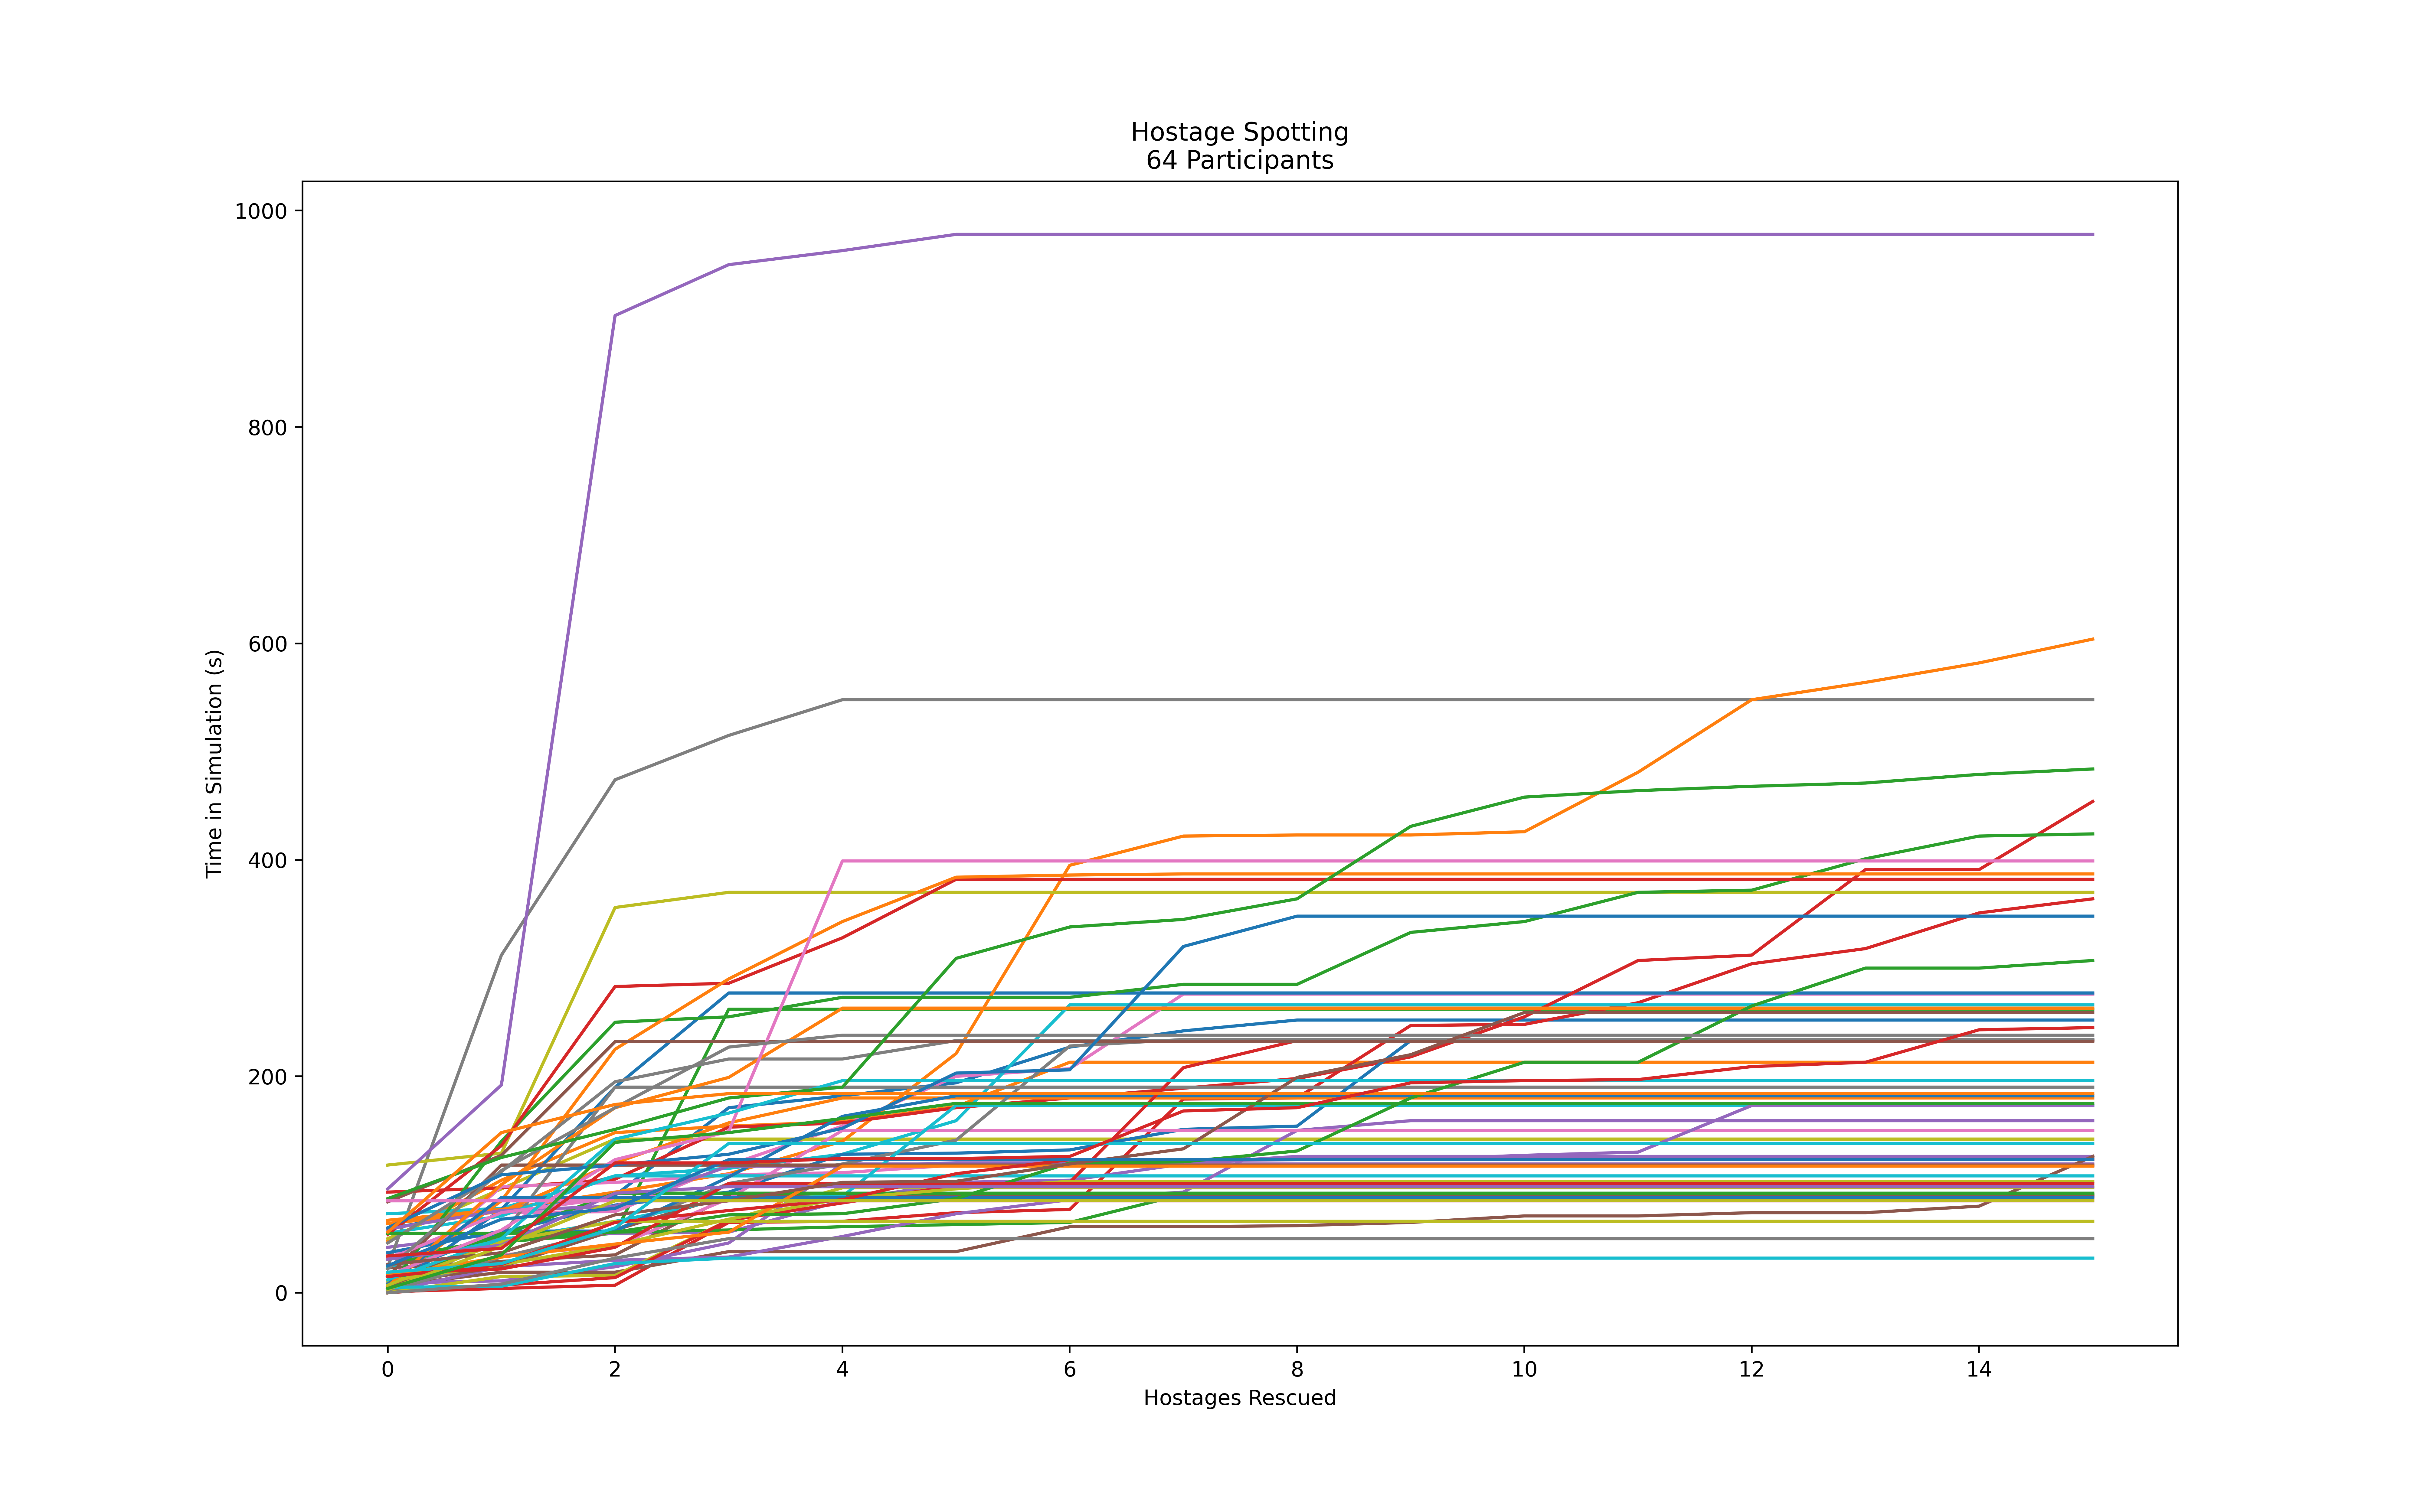 Hostage Spotting
64 Participants
1000
800
600
400
200
0
Time in Simulation (s)
0 2 4 6 8 10 12 14
Hostages Rescued